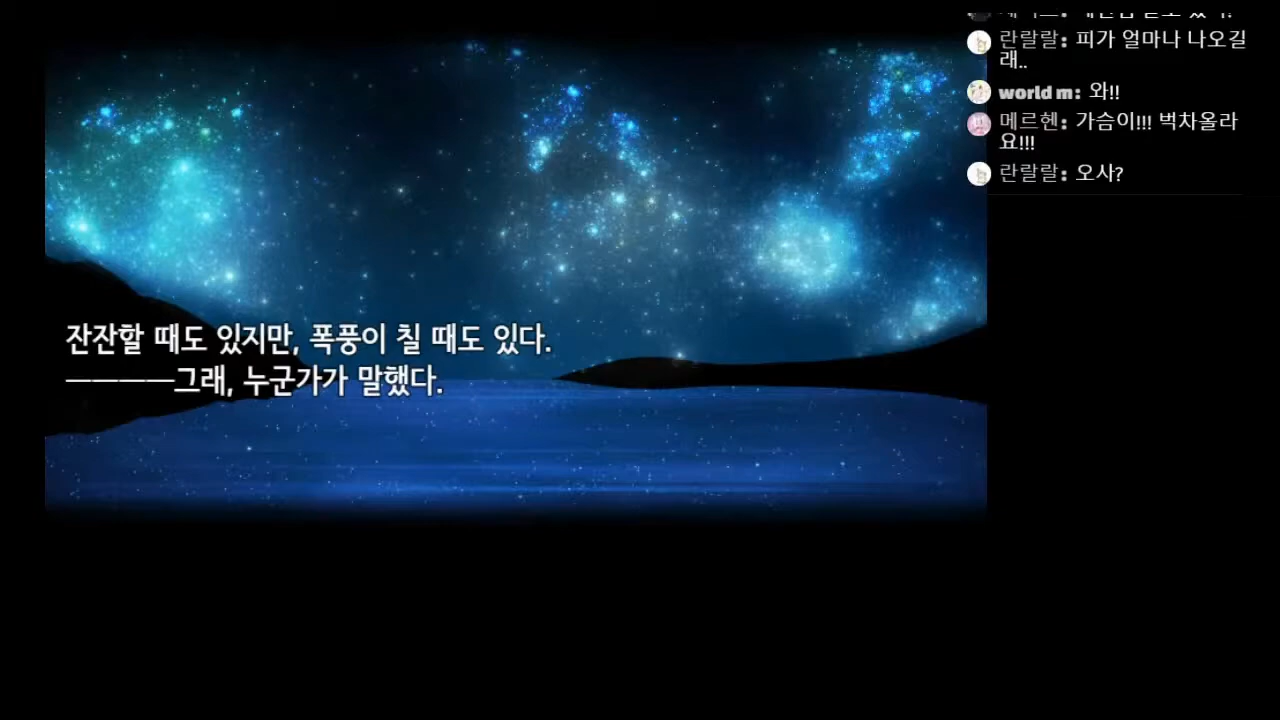 란랄랄: 피가 얼마나 나오길
래..
world m: 와!!
메르헨: 가슴이!!! 벅차올라
요!!!
란랄랄: 오사?
잔잔할 때도 있지만, 폭풍이 칠 때도 있다.
――――그래, 누군가가 말했다.